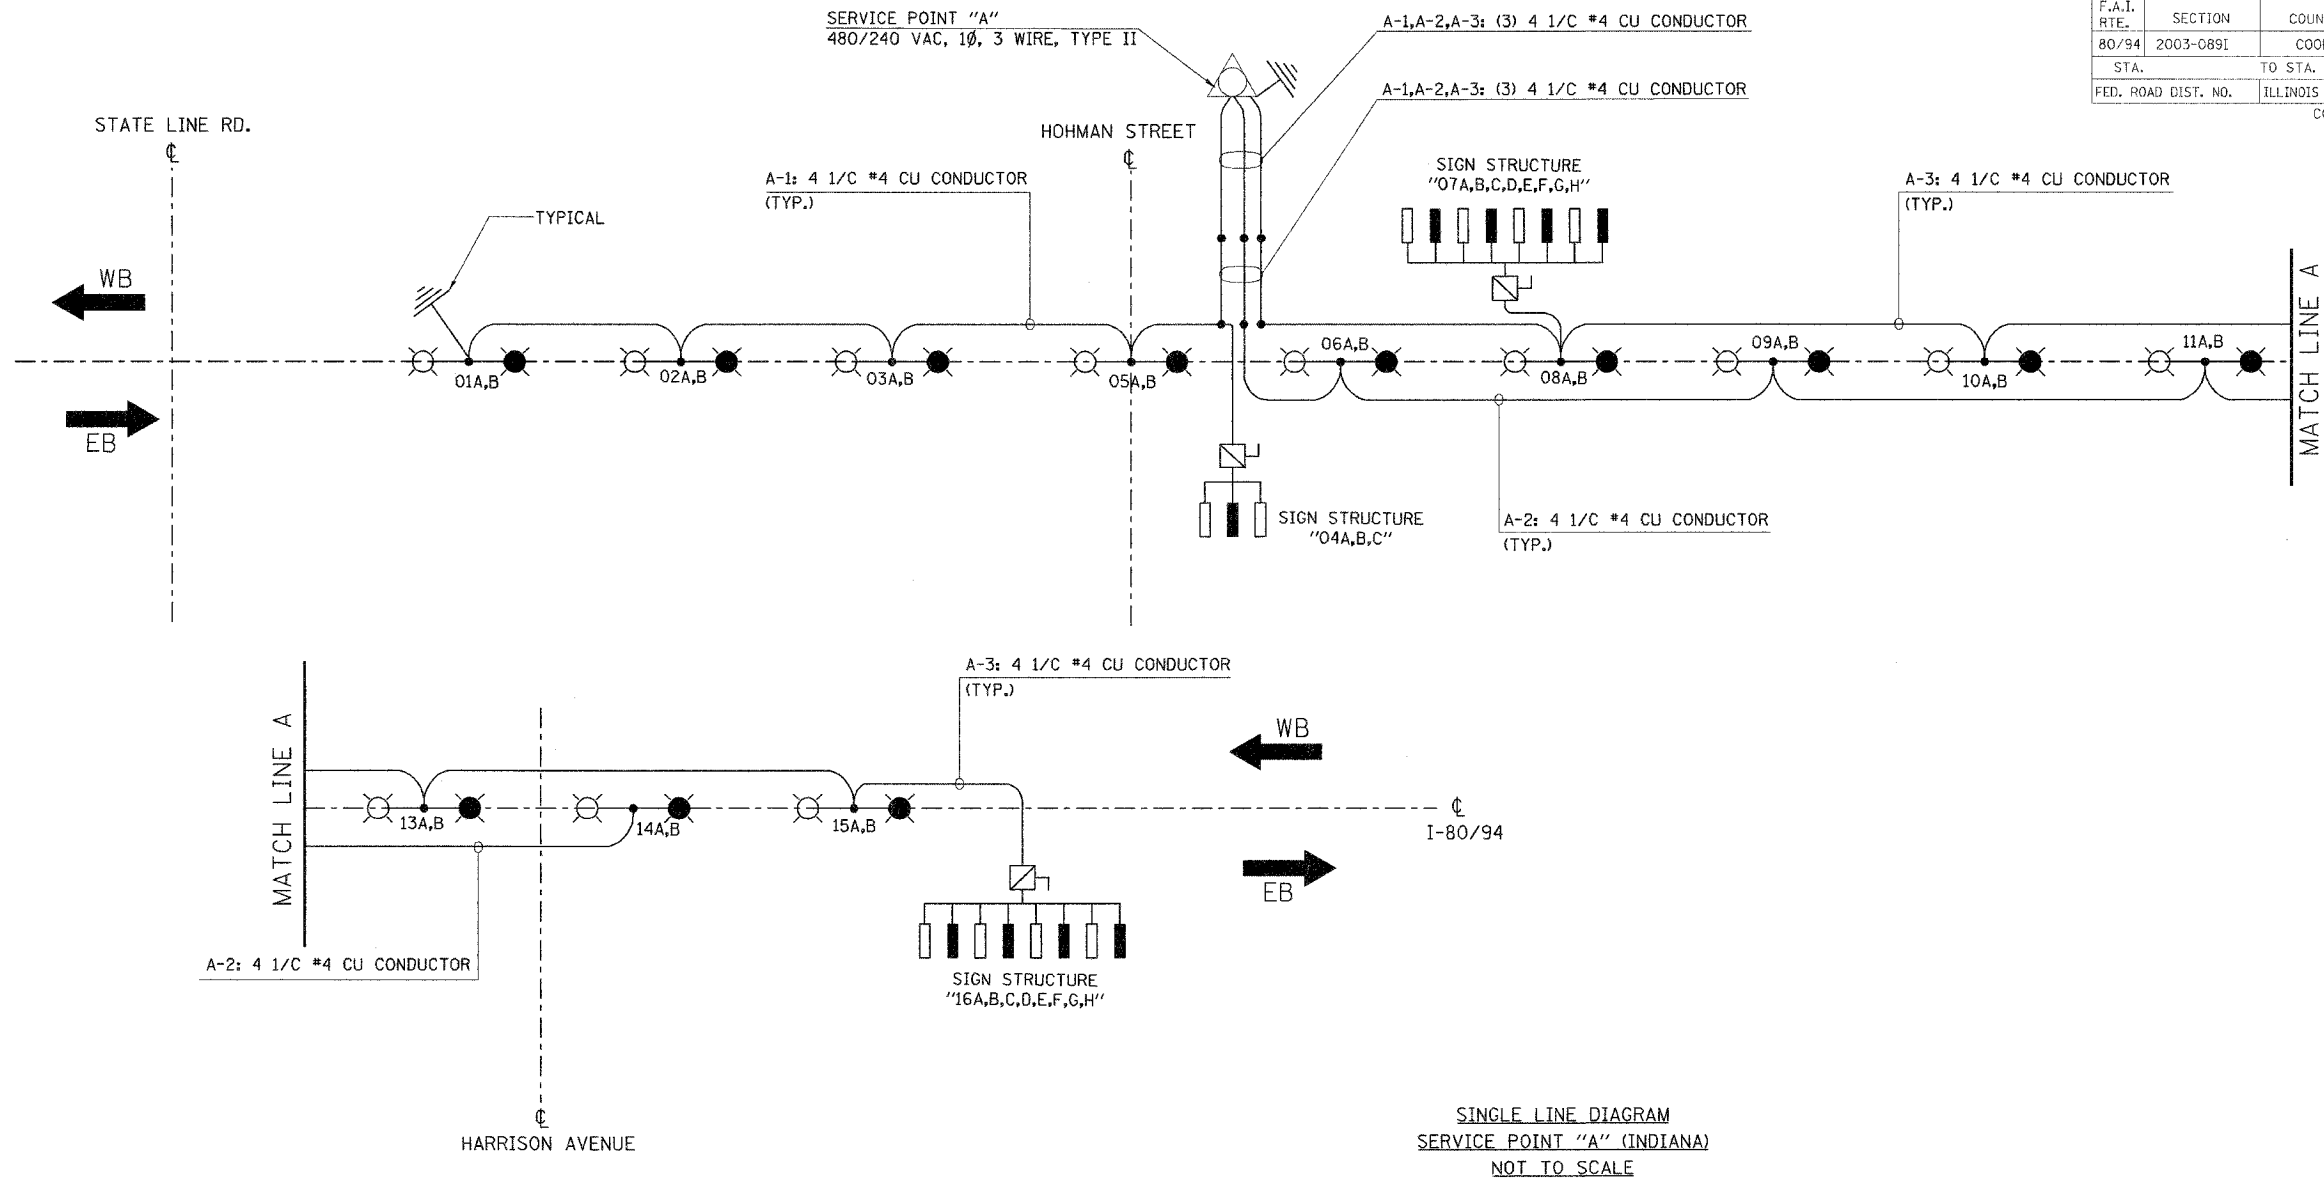 F.A.I.
RTE. SECTION
80/94 2003-089I
STA. TO STA.
FED. ROAD DIST. NO. ILLINOIS
SERVICE POINT "A"
480/240 VAC, 1Ø, 3 WIRE, TYPE II
A-1,A-2,A-3: (3) 4 1/C #4 CU CONDUCTOR
A-1,A-2,A-3: (3) 4 1/C #4 CU CONDUCTOR
STATE LINE RD.
℄
HOHMAN STREET
℄
A-1: 4 1/C #4 CU CONDUCTOR
(TYP.)
SIGN STRUCTURE
"07A,B,C,D,E,F,G,H"
A-3: 4 1/C #4 CU CONDUCTOR
(TYP.)
TYPICAL
WB
EB
01A,B
02A,B
03A,B
05A,B
06A,B
08A,B
09A,B
10A,B
11A,B
MATCH LINE A
SIGN STRUCTURE
"04A,B,C"
A-2: 4 1/C #4 CU CONDUCTOR
(TYP.)
A-3: 4 1/C #4 CU CONDUCTOR
(TYP.)
MATCH LINE A
WB
13A,B
14A,B
15A,B
℄
I-80/94
EB
A-2: 4 1/C #4 CU CONDUCTOR
SIGN STRUCTURE
"16A,B,C,D,E,F,G,H"
℄
HARRISON AVENUE
SINGLE LINE DIAGRAM
SERVICE POINT "A" (INDIANA)
NOT TO SCALE